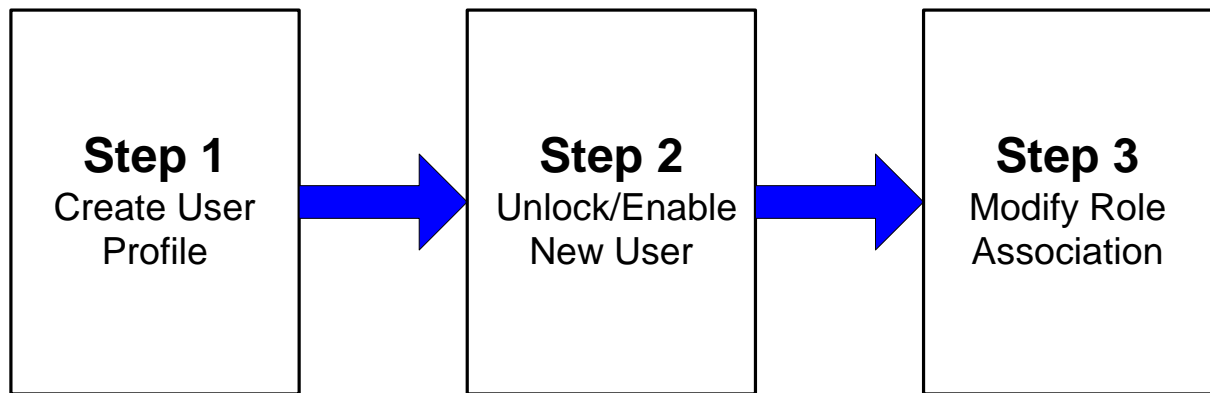 Step 1
Create User
Profile
Step 2
Unlock/Enable
New User
Step 3
Modify Role
Association